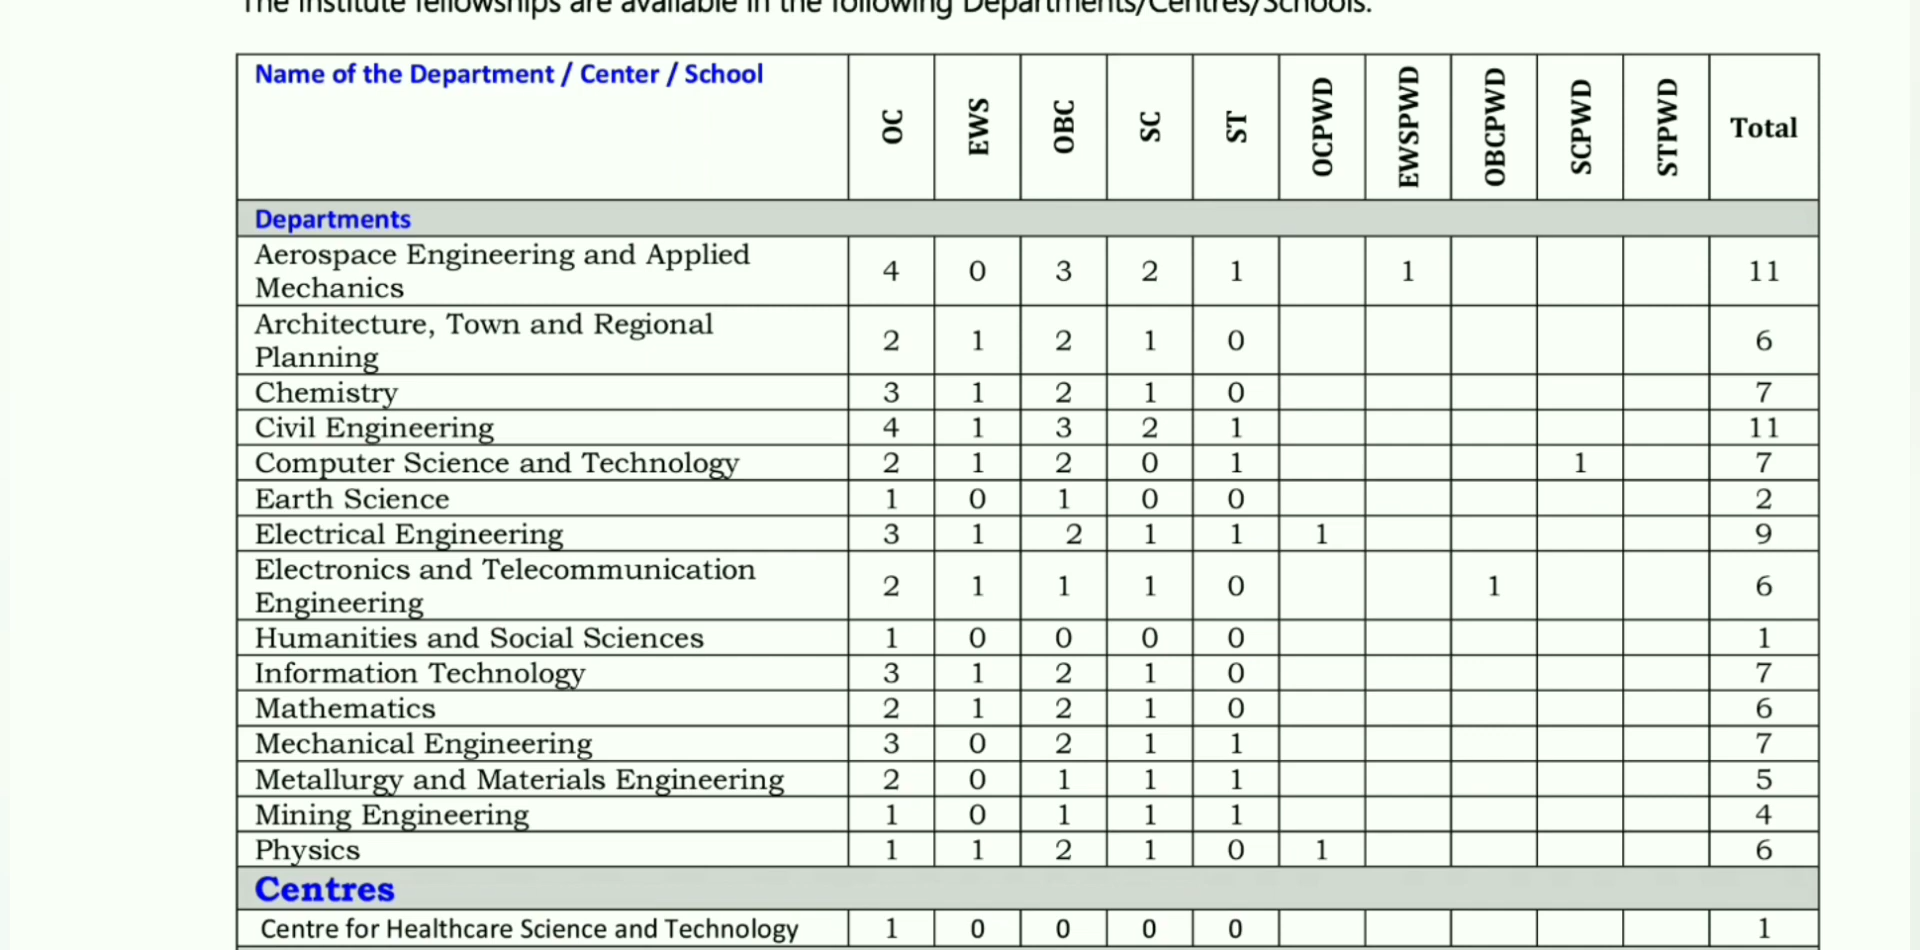 The Institute fellowships are available in the following Departments/Centres/Schools.
Name of the Department / Center / School OC EWS OBC SC ST OCPWD EWSPWD OBCPWD SCPWD STPWD Total
Departments
Aerospace Engineering and Applied
Mechanics 4 0 3 2 1 1 11
Architecture, Town and Regional
Planning 2 1 2 1 0 6
Chemistry 3 1 2 1 0 7
Civil Engineering 4 1 3 2 1 11
Computer Science and Technology 2 1 2 0 1 1 7
Earth Science 1 0 1 0 0 2
Electrical Engineering 3 1 2 1 1 1 9
Electronics and Telecommunication
Engineering 2 1 1 1 0 1 6
Humanities and Social Sciences 1 0 0 0 0 1
Information Technology 3 1 2 1 0 7
Mathematics 2 1 2 1 0 6
Mechanical Engineering 3 0 2 1 1 7
Metallurgy and Materials Engineering 2 0 1 1 1 5
Mining Engineering 1 0 1 1 1 4
Physics 1 1 2 1 0 1 6
Centres
Centre for Healthcare Science and Technology 1 0 0 0 0 1